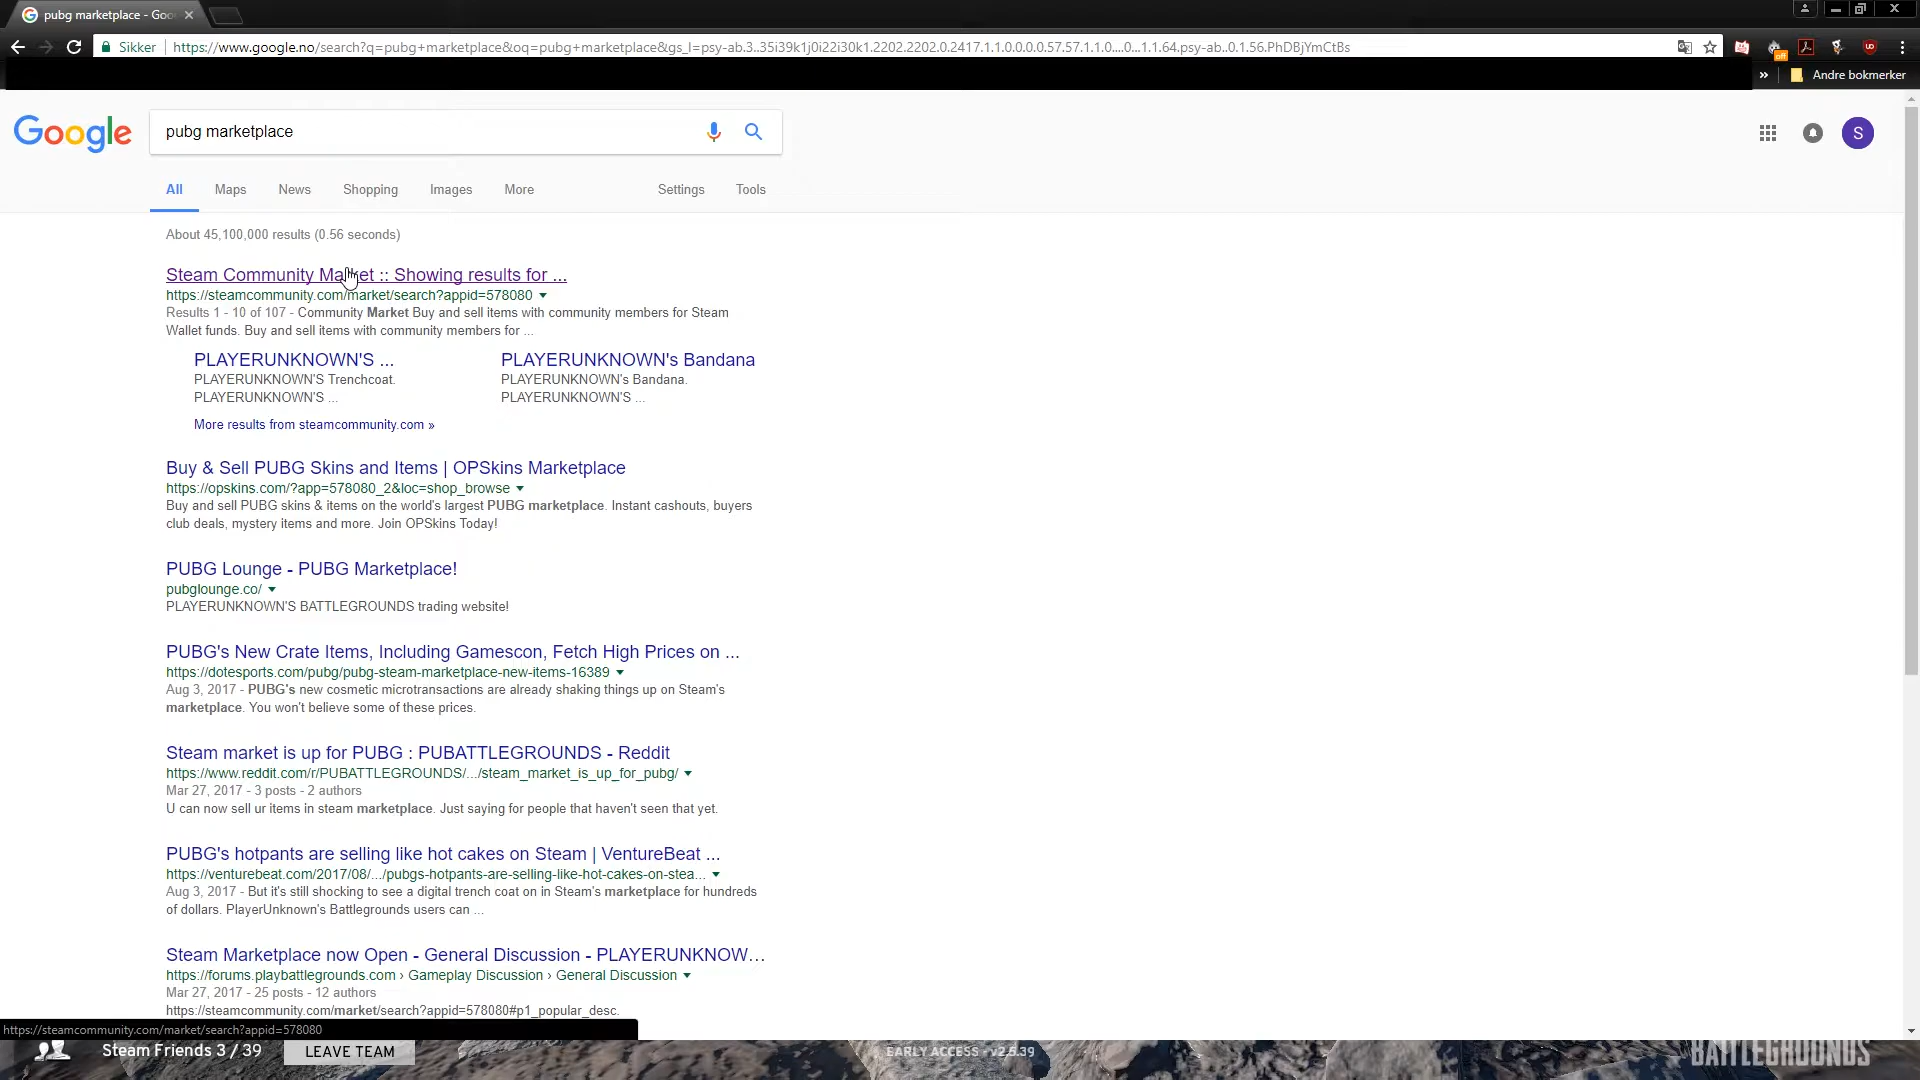 pubg marketplace - Goo
Sikker https://www.google.no/search?q=pubg+marketplace&oq=pubg+marketplace&gs_l=psy-ab.3..35i39k1j0i22i30k1.2202.2202.0.2417.1.1.0.0.0.0.57.57.1.1.0....0...1.1.64.psy-ab..0.1.56.PhDBjYmCtBs
off
» Andre bokmerker
Google pubg marketplace S
All Maps News Shopping Images More Settings Tools
About 45,100,000 results (0.56 seconds)
Steam Community Market :: Showing results for ...
https://steamcommunity.com/market/search?appid=578080
Results 1 - 10 of 107 - Community Market Buy and sell items with community members for Steam
Wallet funds. Buy and sell items with community members for ...
PLAYERUNKNOWN'S ... PLAYERUNKNOWN's Bandana
PLAYERUNKNOWN'S Trenchcoat. PLAYERUNKNOWN's Bandana.
PLAYERUNKNOWN'S ... PLAYERUNKNOWN'S ...
More results from steamcommunity.com »
Buy & Sell PUBG Skins and Items | OPSkins Marketplace
https://opskins.com/?app=578080_2&loc=shop_browse
Buy and sell PUBG skins & items on the world's largest PUBG marketplace. Instant cashouts, buyers
club deals, mystery items and more. Join OPSkins Today!
PUBG Lounge - PUBG Marketplace!
pubglounge.co/
PLAYERUNKNOWN'S BATTLEGROUNDS trading website!
PUBG's New Crate Items, Including Gamescon, Fetch High Prices on ...
https://dotesports.com/pubg/pubg-steam-marketplace-new-items-16389
Aug 3, 2017 - PUBG's new cosmetic microtransactions are already shaking things up on Steam's
marketplace. You won't believe some of these prices.
Steam market is up for PUBG : PUBATTLEGROUNDS - Reddit
https://www.reddit.com/r/PUBATTLEGROUNDS/.../steam_market_is_up_for_pubg/
Mar 27, 2017 - 3 posts - 2 authors
U can now sell ur items in steam marketplace. Just saying for people that haven't seen that yet.
PUBG's hotpants are selling like hot cakes on Steam | VentureBeat ...
https://venturebeat.com/2017/08/.../pubgs-hotpants-are-selling-like-hot-cakes-on-stea...
Aug 3, 2017 - But it's still shocking to see a digital trench coat on in Steam's marketplace for hundreds
of dollars. PlayerUnknown's Battlegrounds users can ...
Steam Marketplace now Open - General Discussion - PLAYERUNKNOW...
https://forums.playbattlegrounds.com › Gameplay Discussion › General Discussion
Mar 27, 2017 - 25 posts - 12 authors
https://steamcommunity.com/market/search?appid=578080#p1_popular_desc.
https://steamcommunity.com/market/search?appid=578080
Steam Friends 3 / 39 LEAVE TEAM EARLY ACCESS - v2.5.39 BATTLEGROUNDS